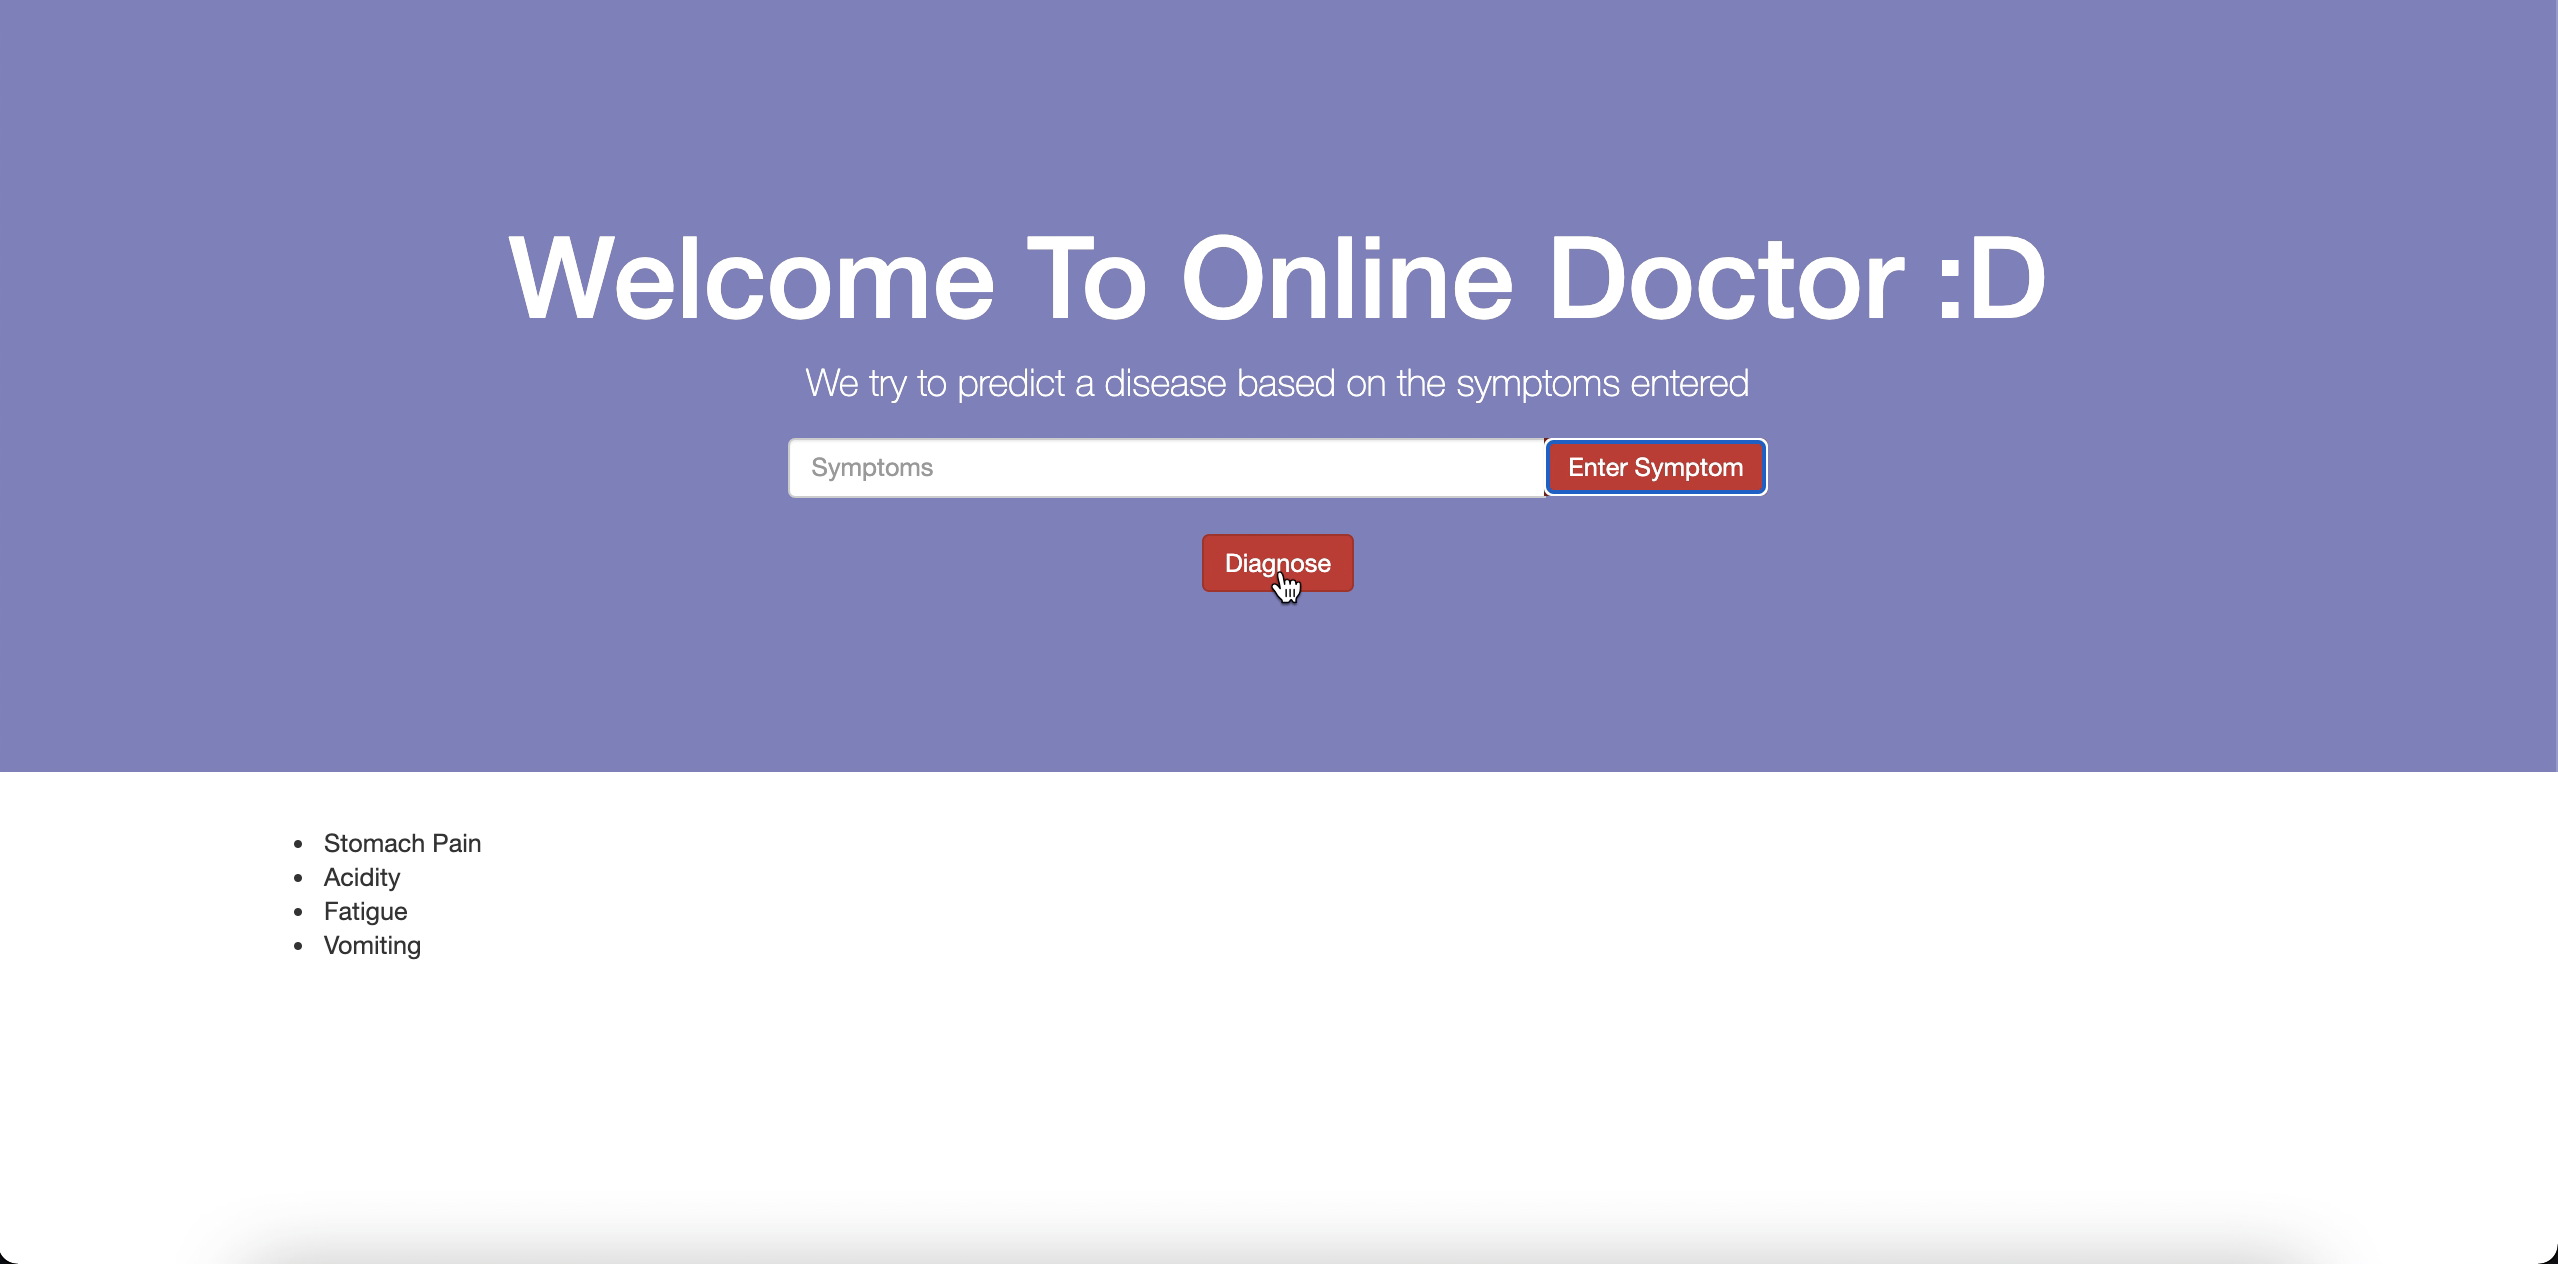 Welcome To Online Doctor :D
We try to predict a disease based on the symptoms entered
Symptoms
Enter Symptom
Diagnose
Stomach Pain
Acidity
Fatigue
Vomiting